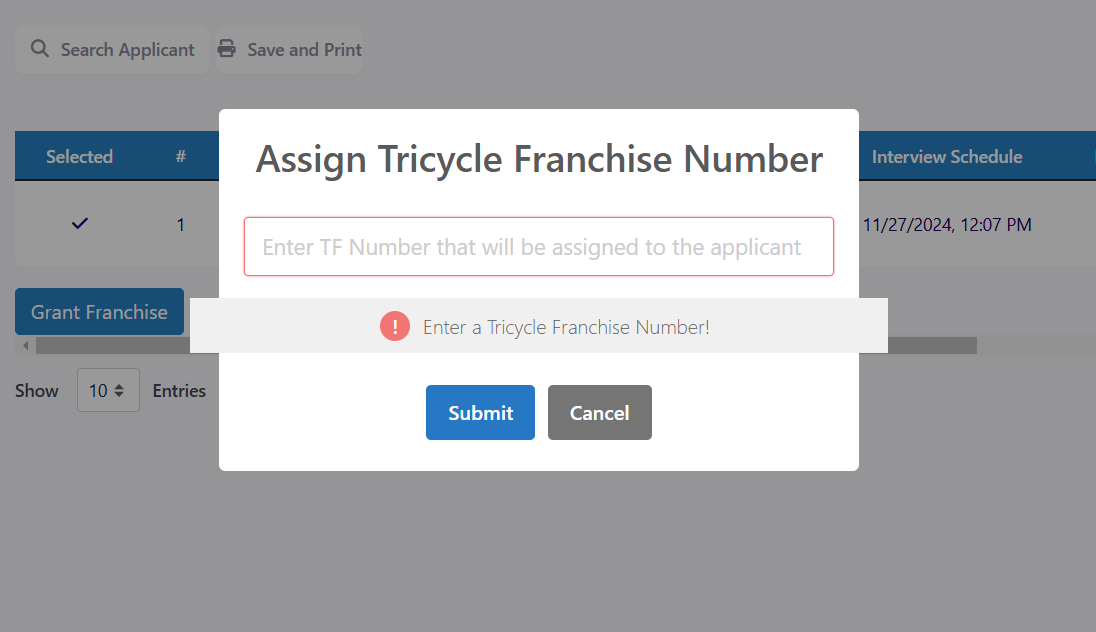 Search Applicant
Save and Print
Assign Tricycle Franchise Number
Selected
#
Interview Schedule
1
11/27/2024, 12:07 PM
Enter TF Number that will be assigned to the applicant
Grant Franchise
! Enter a Tricycle Franchise Number!
Show 10 Entries
Submit
Cancel